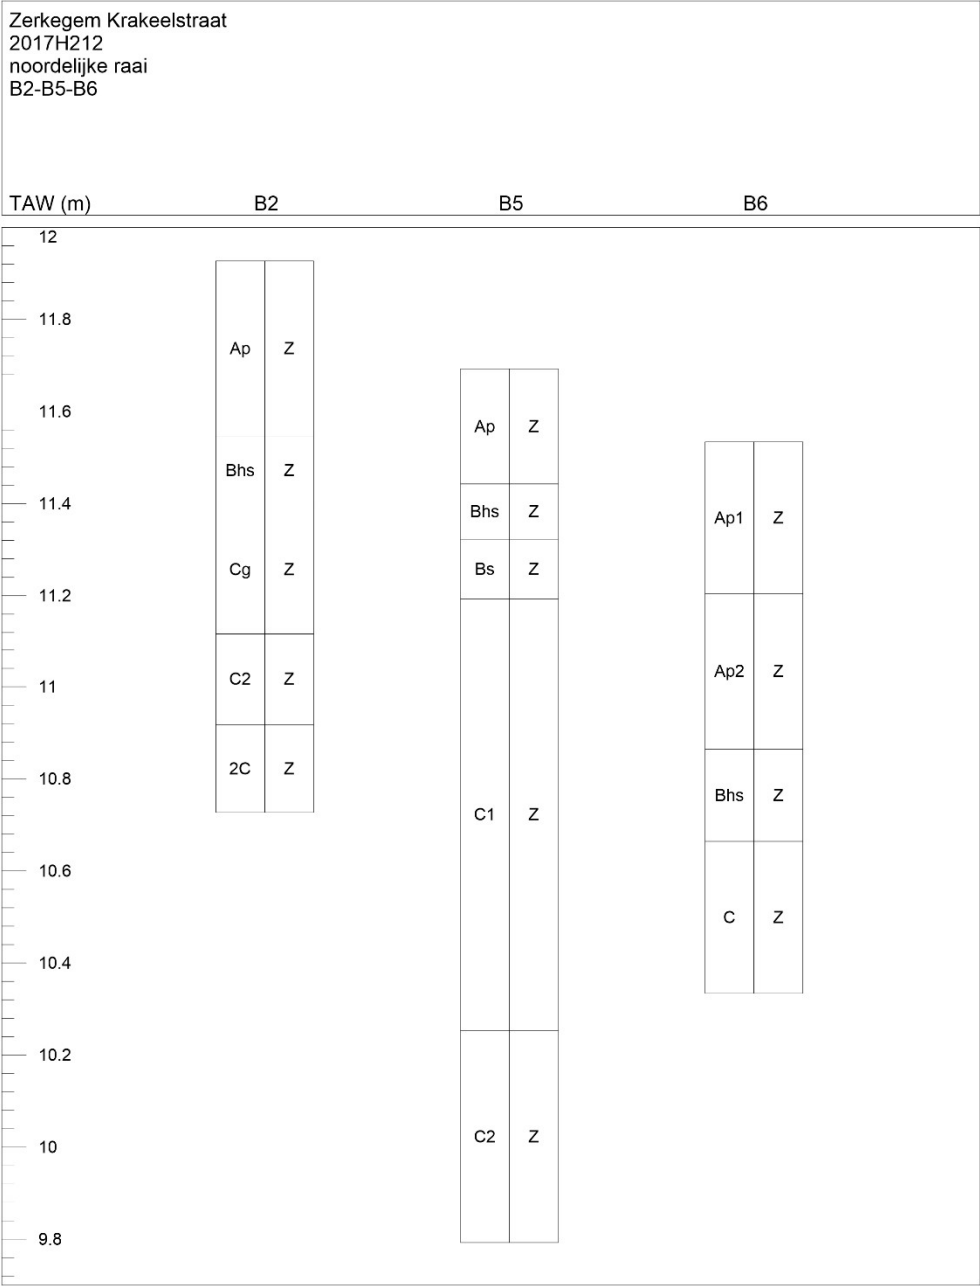 Zerkegem Krakeelstraat
2017H212
noordelijke raai
B2-B5-B6
TAW (m) B2 B5 B6
12
11.8
Ap Z
11.6
Ap Z
Bhs Z
11.4
Bhs Z
Ap1 Z
Cg Z
Bs Z
11.2
C2 Z
Ap2 Z
11
2C Z
10.8
Bhs Z
C1 Z
10.6
C Z
10.4
10.2
C2 Z
10
9.8